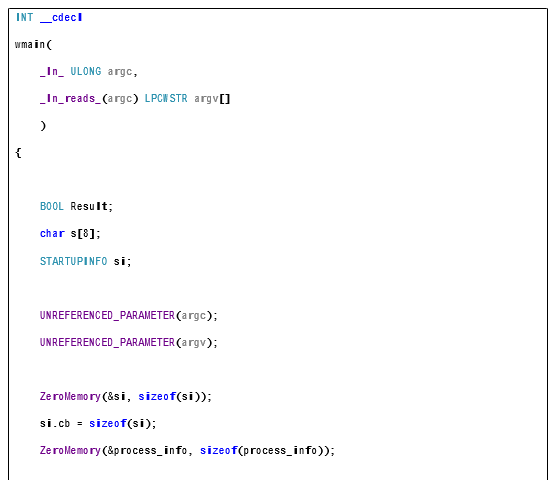 INT __cdecl
wmain(
_In_ ULONG argc,
_In_reads_(argc) LPCWSTR argv[]
)
{
BOOL Result;
char s[8];
STARTUPINFO si;
UNREFERENCED_PARAMETER(argc);
UNREFERENCED_PARAMETER(argv);
ZeroMemory(&si, sizeof(si));
si.cb = sizeof(si);
ZeroMemory(&process_info, sizeof(process_info));